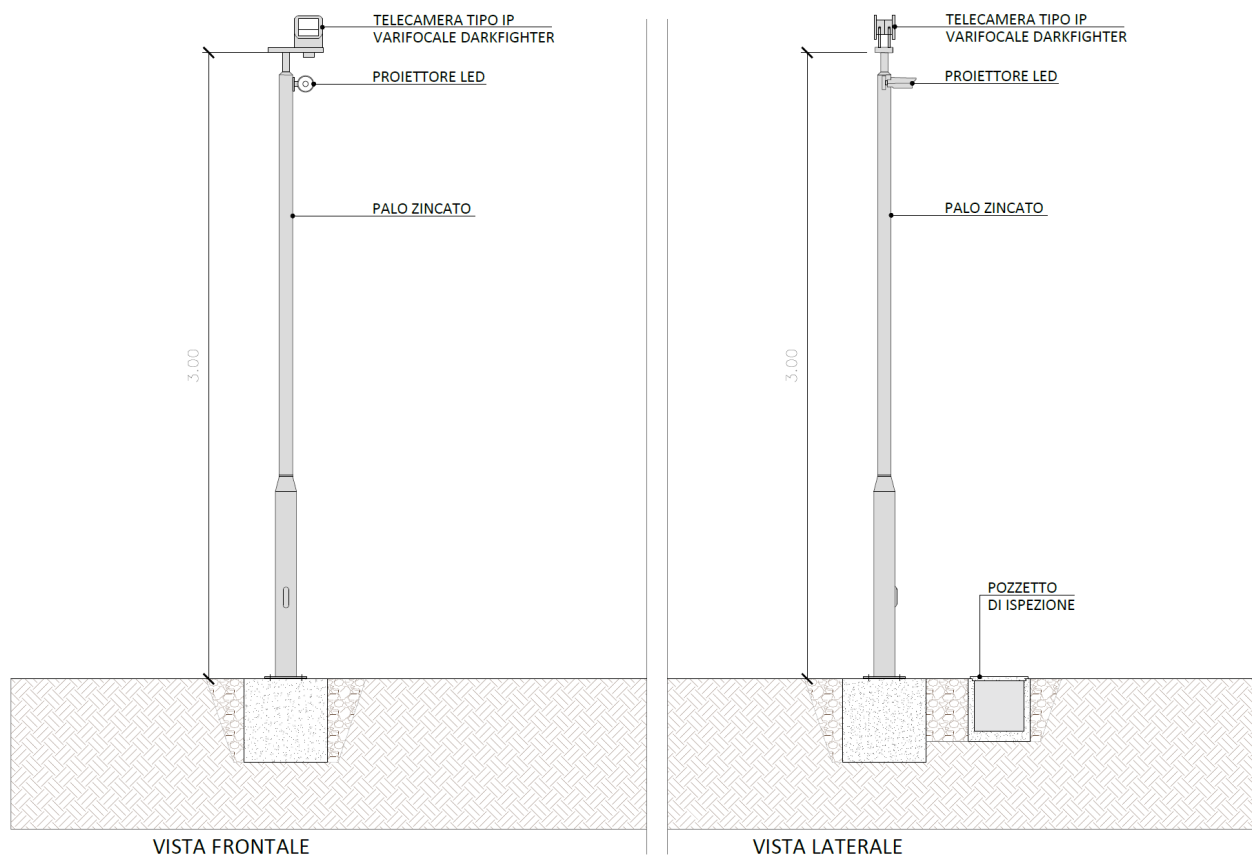 TELECAMERA TIPO IP
VARIFOCALE DARKFIGHTER
PROIETTORE LED
PALO ZINCATO
3.00
VISTA FRONTALE
TELECAMERA TIPO IP
VARIFOCALE DARKFIGHTER
PROIETTORE LED
PALO ZINCATO
3.00
POZZETTO
DI ISPEZIONE
VISTA LATERALE